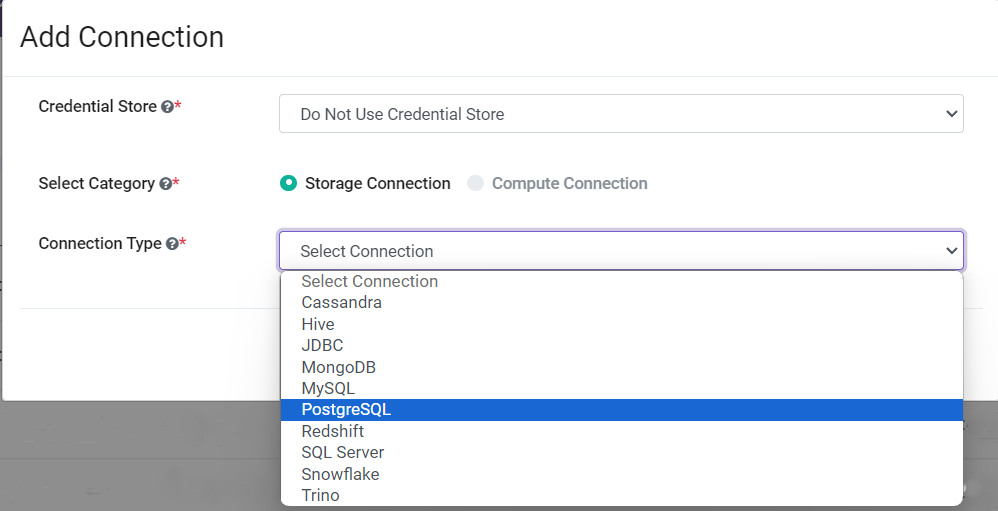 Add Connection
Credential Store ?*
Do Not Use Credential Store
Select Category ?*
Storage Connection
Compute Connection
Connection Type ?*
Select Connection
Select Connection
Cassandra
Hive
JDBC
MongoDB
MySQL
PostgreSQL
Redshift
SQL Server
Snowflake
Trino